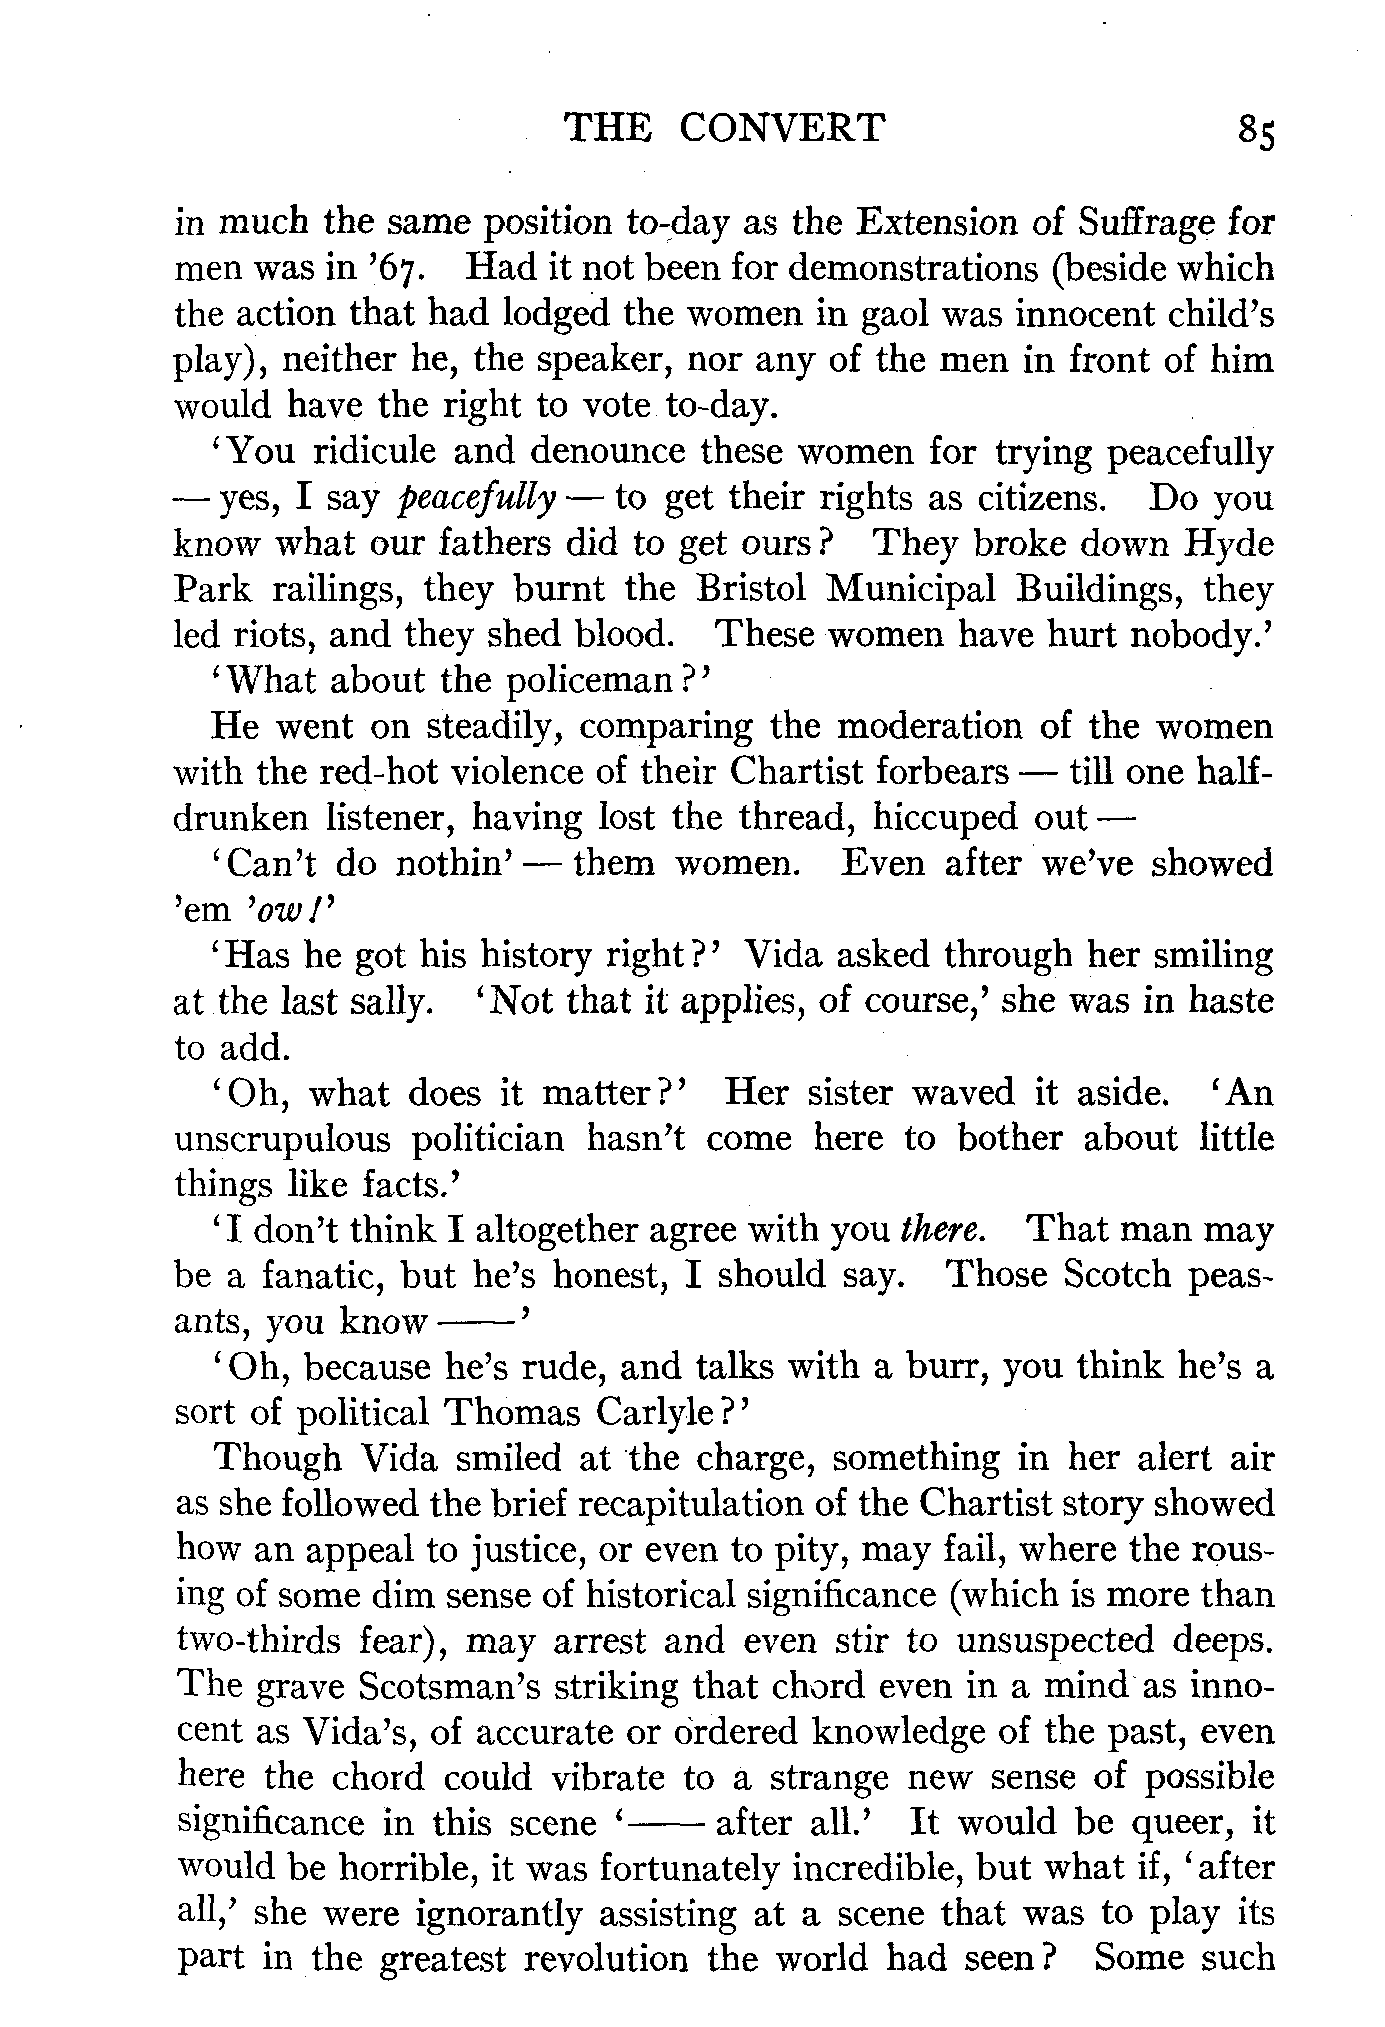 THE CONVERT 85
in much the same position to-day as the Extension of Suffrage for
men was in ’67. Had it not been for demonstrations (beside which
the action that had lodged the women in gaol was innocent child’s
play), neither he, the speaker, nor any of the men in front of him
would have the right to vote to-day.
‘You ridicule and denounce these women for trying peacefully
— yes, I say peacefully — to get their rights as citizens. Do you
know what our fathers did to get ours? They broke down Hyde
Park railings, they burnt the Bristol Municipal Buildings, they
led riots, and they shed blood. These women have hurt nobody.’
‘What about the policeman?’
He went on steadily, comparing the moderation of the women
with the red-hot violence of their Chartist forbears — till one half-
drunken listener, having lost the thread, hiccuped out —
‘Can’t do nothin’ — them women. Even after we’ve showed
’em ’ow!’
‘Has he got his history right?’ Vida asked through her smiling
at the last sally. ‘Not that it applies, of course,’ she was in haste
to add.
‘Oh, what does it matter?’ Her sister waved it aside. ‘An
unscrupulous politician hasn’t come here to bother about little
things like facts.’
‘I don’t think I altogether agree with you there. That man may
be a fanatic, but he’s honest, I should say. Those Scotch peas-
ants, you know ——’
‘Oh, because he’s rude, and talks with a burr, you think he’s a
sort of political Thomas Carlyle?’
Though Vida smiled at the charge, something in her alert air
as she followed the brief recapitulation of the Chartist story showed
how an appeal to justice, or even to pity, may fail, where the rous-
ing of some dim sense of historical significance (which is more than
two-thirds fear), may arrest and even stir to unsuspected deeps.
The grave Scotsman’s striking that chord even in a mind as inno-
cent as Vida’s, of accurate or ordered knowledge of the past, even
here the chord could vibrate to a strange new sense of possible
significance in this scene ‘—— after all.’ It would be queer, it
would be horrible, it was fortunately incredible, but what if, ‘after
all,’ she were ignorantly assisting at a scene that was to play its
part in the greatest revolution the world had seen? Some such